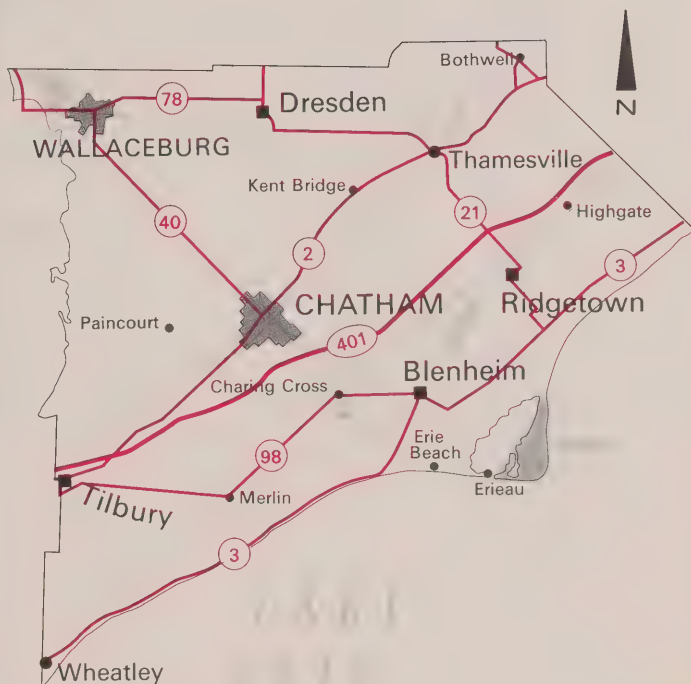 Bothwell
N
78
Dresden
WALLACEBURG
Thamesville
Kent Bridge
21
Highgate
40
2
3
Ridgetown
CHATHAM
Paincourt
401
Blenheim
Charing Cross
Erie
Beach
98
Erieau
Tilbury
Merlin
3
Wheatley